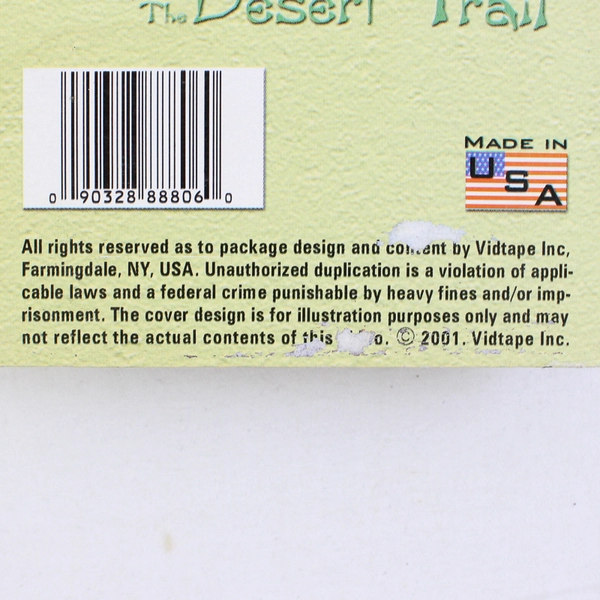 The Desert Trail
0 90328 88806 0
MADE IN
USA
All rights reserved as to package design and content by Vidtape Inc,
Farmingdale, NY, USA. Unauthorized duplication is a violation of appli-
cable laws and a federal crime punishable by heavy fines and/or imp-
risonment. The cover design is for illustration purposes only and may
not reflect the actual contents of this © 2001. Vidtape Inc.